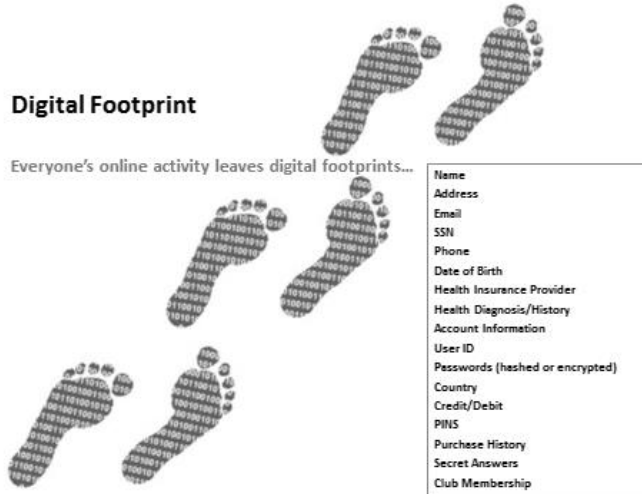 Digital Footprint
Everyone's online activity leaves digital footprints...
Name
Address
Email
SSN
Phone
Date of Birth
Health Insurance Provider
Health Diagnosis/History
Account Information
User ID
Passwords (hashed or encrypted)
Country
Credit/Debit
PINS
Purchase History
Secret Answers
Club Membership